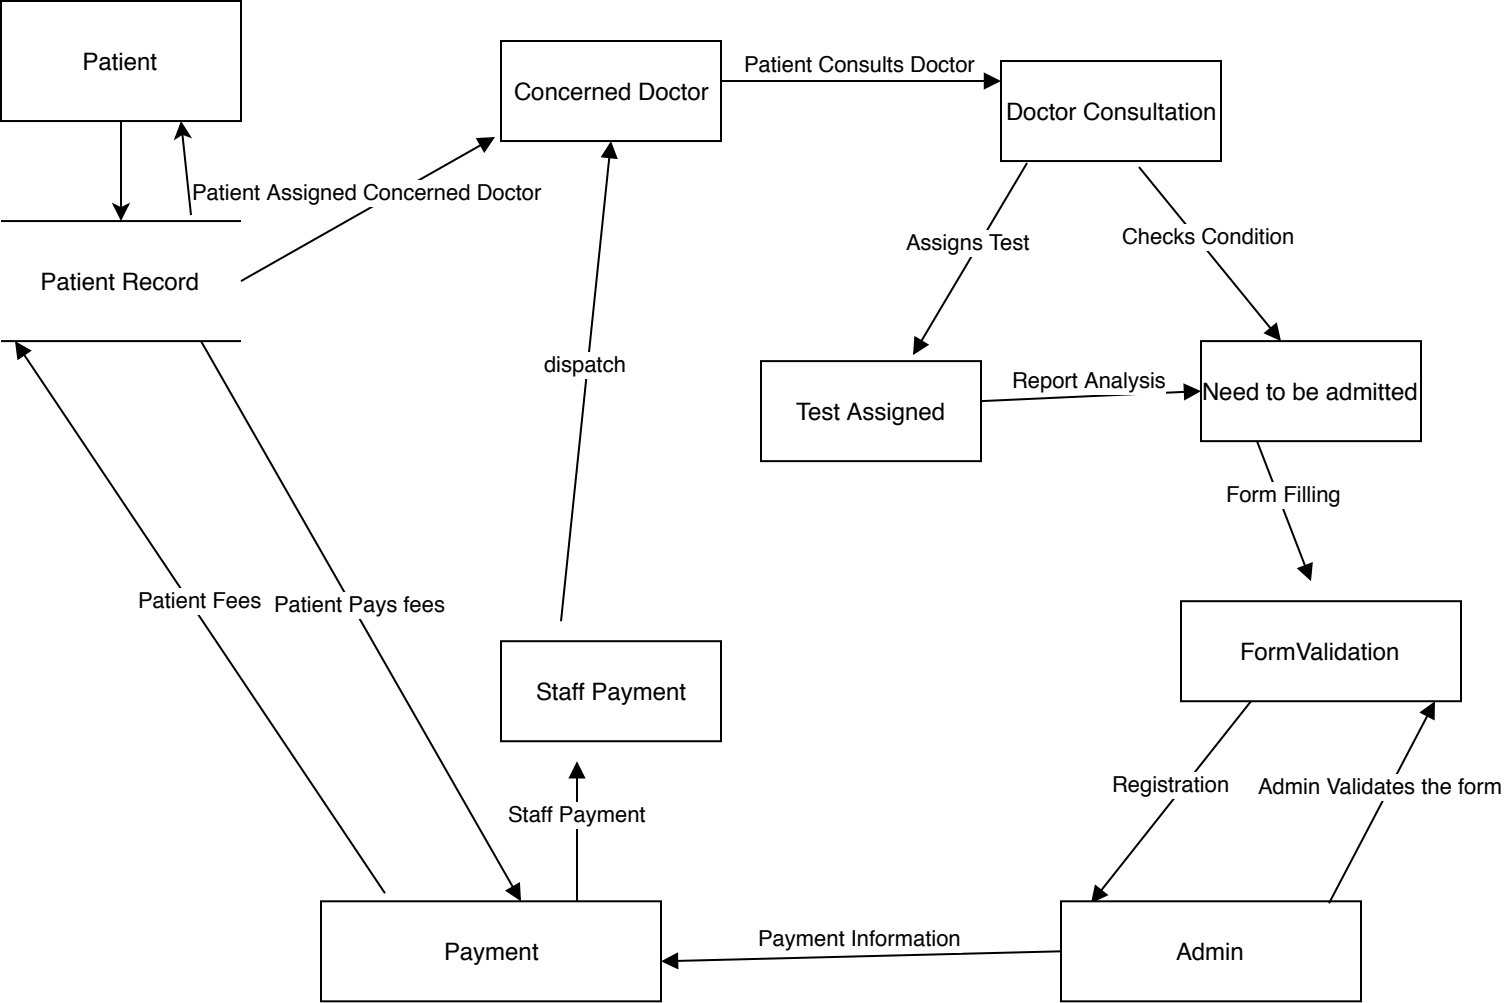 Patient
Concerned Doctor
Patient Consults Doctor
Doctor Consultation
Patient Assigned Concerned Doctor
Assigns Test
Checks Condition
Patient Record
dispatch
Report Analysis
Test Assigned
Need to be admitted
Form Filling
Patient Fees
Patient Pays fees
FormValidation
Staff Payment
Registration
Admin Validates the form
Staff Payment
Payment Information
Payment
Admin